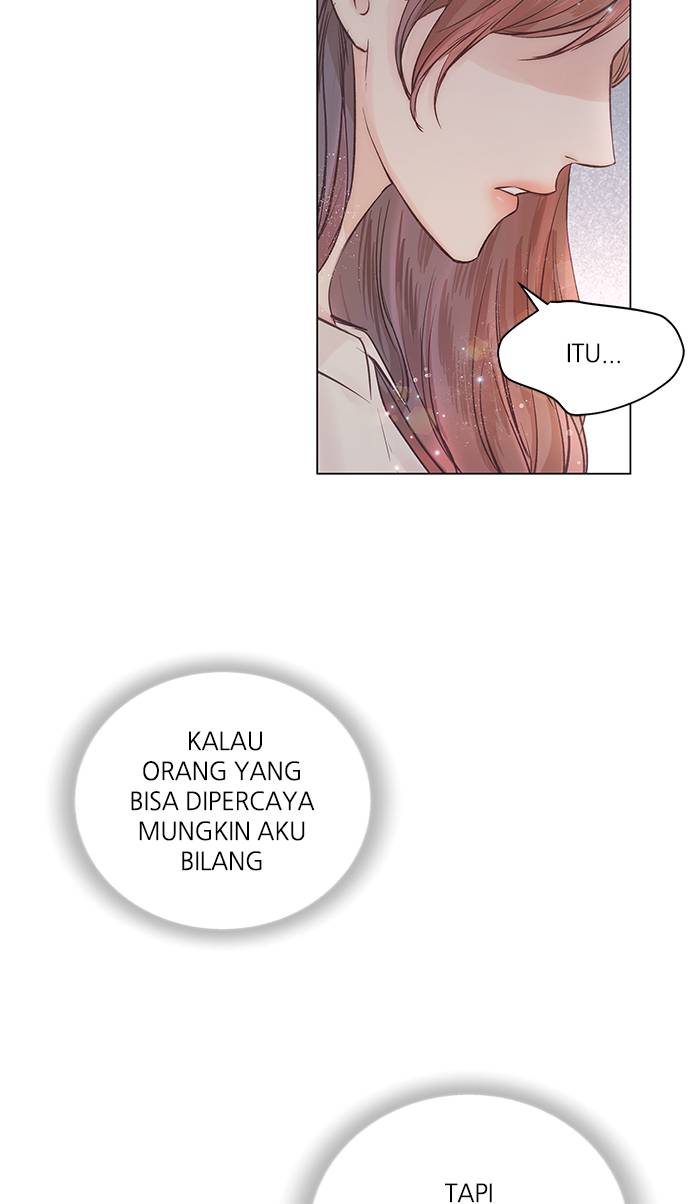 ITU...
KALAU
ORANG YANG
BISA DIPERCAYA
MUNGKIN AKU
BILANG
TAPI